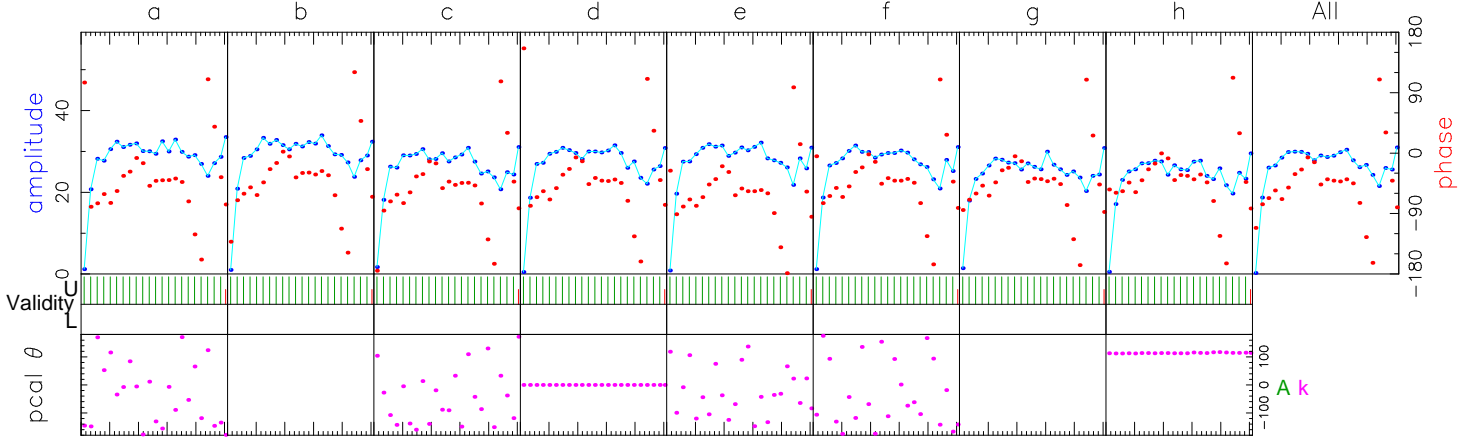 a b c d e f g h All
amplitude
0 20 40
180 90 0 -90 -180
phase
Validity U L
pcal θ
100 0 -100
A k